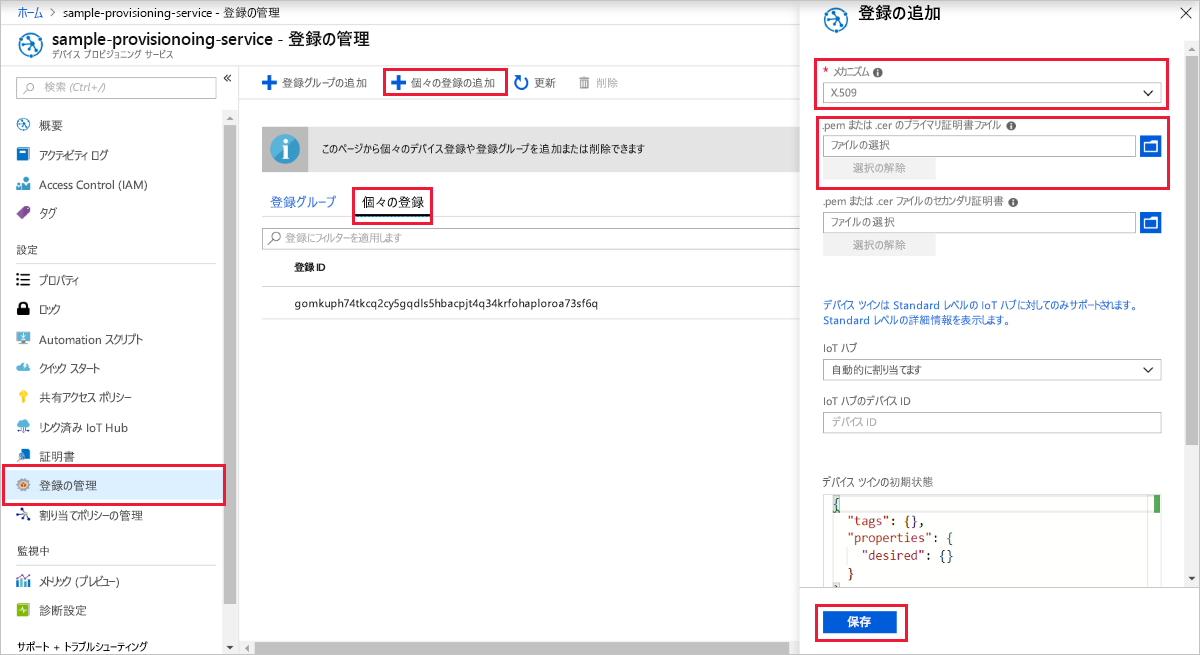 ホーム > sample-provisioning-service - 登録の管理
sample-provisionoing-service - 登録の管理
デバイス プロビジョニング サービス
検索 (Ctrl+/)
概要
アクティビティ ログ
Access Control (IAM)
タグ
設定
プロパティ
ロック
Automation スクリプト
クイック スタート
共有アクセス ポリシー
リンク済み IoT Hub
証明書
登録の管理
割り当てポリシーの管理
監視中
メトリック (プレビュー)
診断設定
サポート + トラブルシューティング
登録グループの追加 個々の登録の追加 更新 削除
このページから個々のデバイス登録や登録グループを追加または削除できます
登録グループ 個々の登録
登録にフィルターを適用します
登録 ID
gomkuph74tkcq2cy5gqdls5hbacpjt4q34krfohaploroa73sf6q
登録の追加
* メカニズム
X.509
.pem または .cer のプライマリ証明書ファイル
ファイルの選択
選択の解除
.pem または .cer ファイルのセカンダリ証明書
ファイルの選択
選択の解除
デバイス ツインは Standard レベルの IoT ハブに対してのみサポートされます。
Standard レベルの詳細情報を表示します。
IoT ハブ
自動的に割り当てます
IoT ハブのデバイス ID
デバイス ID
デバイス ツインの初期状態
{
"tags": {},
"properties": {
"desired": {}
}
保存